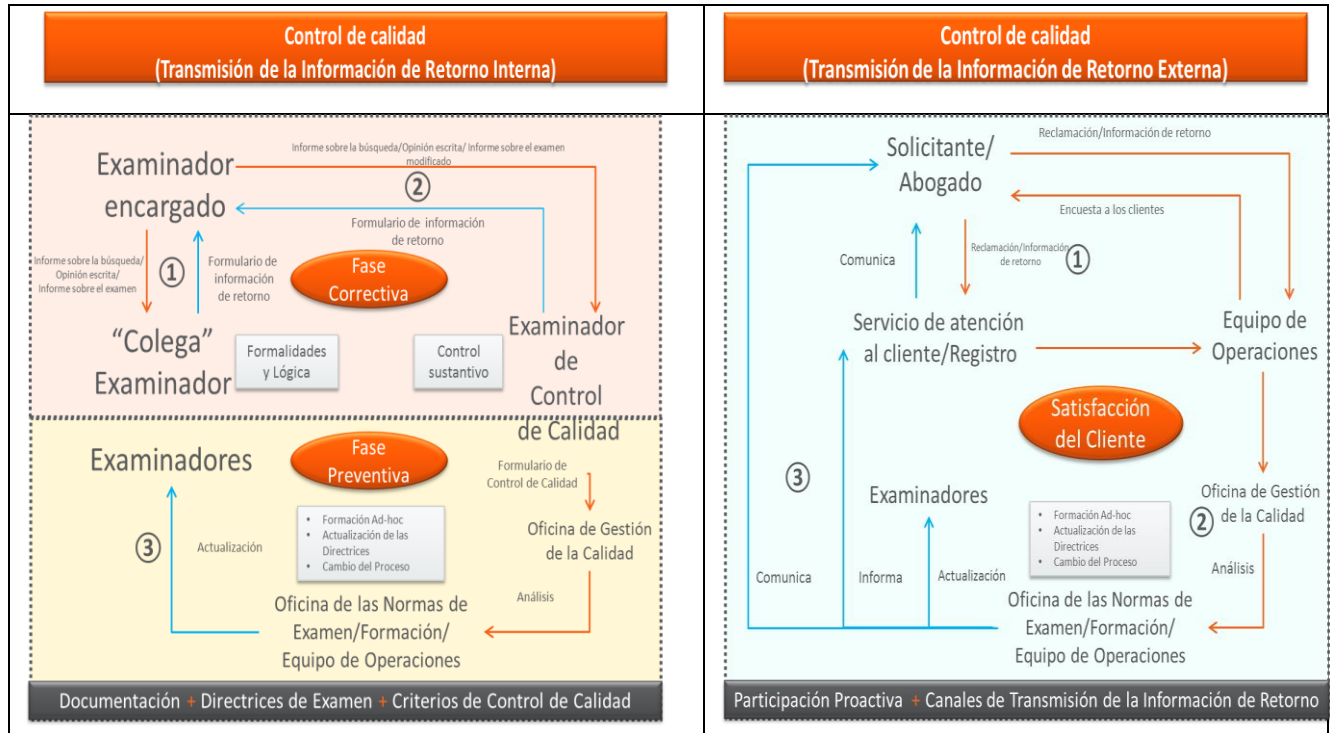 Control de calidad
(Transmisión de la Información de Retorno Interna)
Informe sobre la búsqueda/Opinión escrita/ Informe sobre el examen
modificado
Examinador
encargado
②
Formulario de información
de retorno
Informe sobre la búsqueda/
Opinión escrita/
Informe sobre el examen
①
Formulario de
información
de retorno
Fase
Correctiva
“Colega”
Examinador
Formalidades
y Lógica
Control
sustantivo
Examinador
de
Control
de Calidad
Examinadores
Fase
Preventiva
Formulario de
Control de Calidad
• Formación Ad-hoc
• Actualización de las
Directrices
• Cambio del Proceso
Oficina de Gestión
de la Calidad
③
Actualización
Análisis
Oficina de las Normas de
Examen/Formación/
Equipo de Operaciones
Documentación + Directrices de Examen + Criterios de Control de Calidad
Control de calidad
(Transmisión de la Información de Retorno Externa)
Reclamación/Información de retorno
Solicitante/
Abogado
Encuesta a los clientes
Comunica
Reclamación/Información
de retorno
①
Servicio de atención
al cliente/Registro
Equipo de
Operaciones
Satisfacción
del Cliente
③
Examinadores
Oficina de Gestión
de la Calidad
②
• Formación Ad-hoc
• Actualización de las
Directrices
• Cambio del Proceso
Comunica
Informa
Actualización
Análisis
Oficina de las Normas de
Examen/Formación/
Equipo de Operaciones
Participación Proactiva + Canales de Transmisión de la Información de Retorno